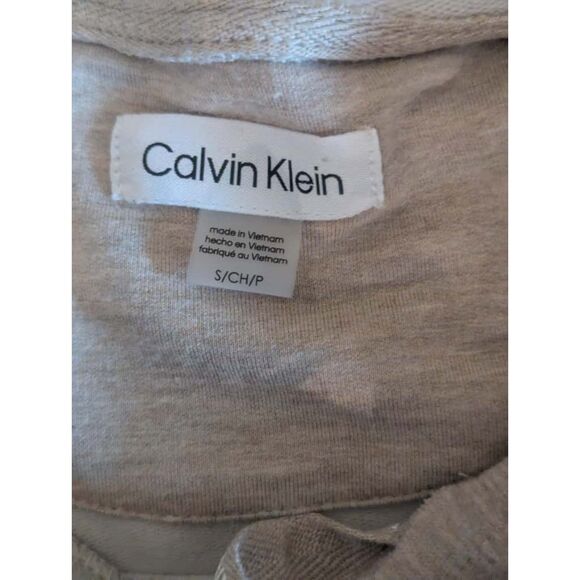 Calvin Klein
made in Vietnam
hecho en Vietnam
fabriqué au Vietnam
S/CH/P